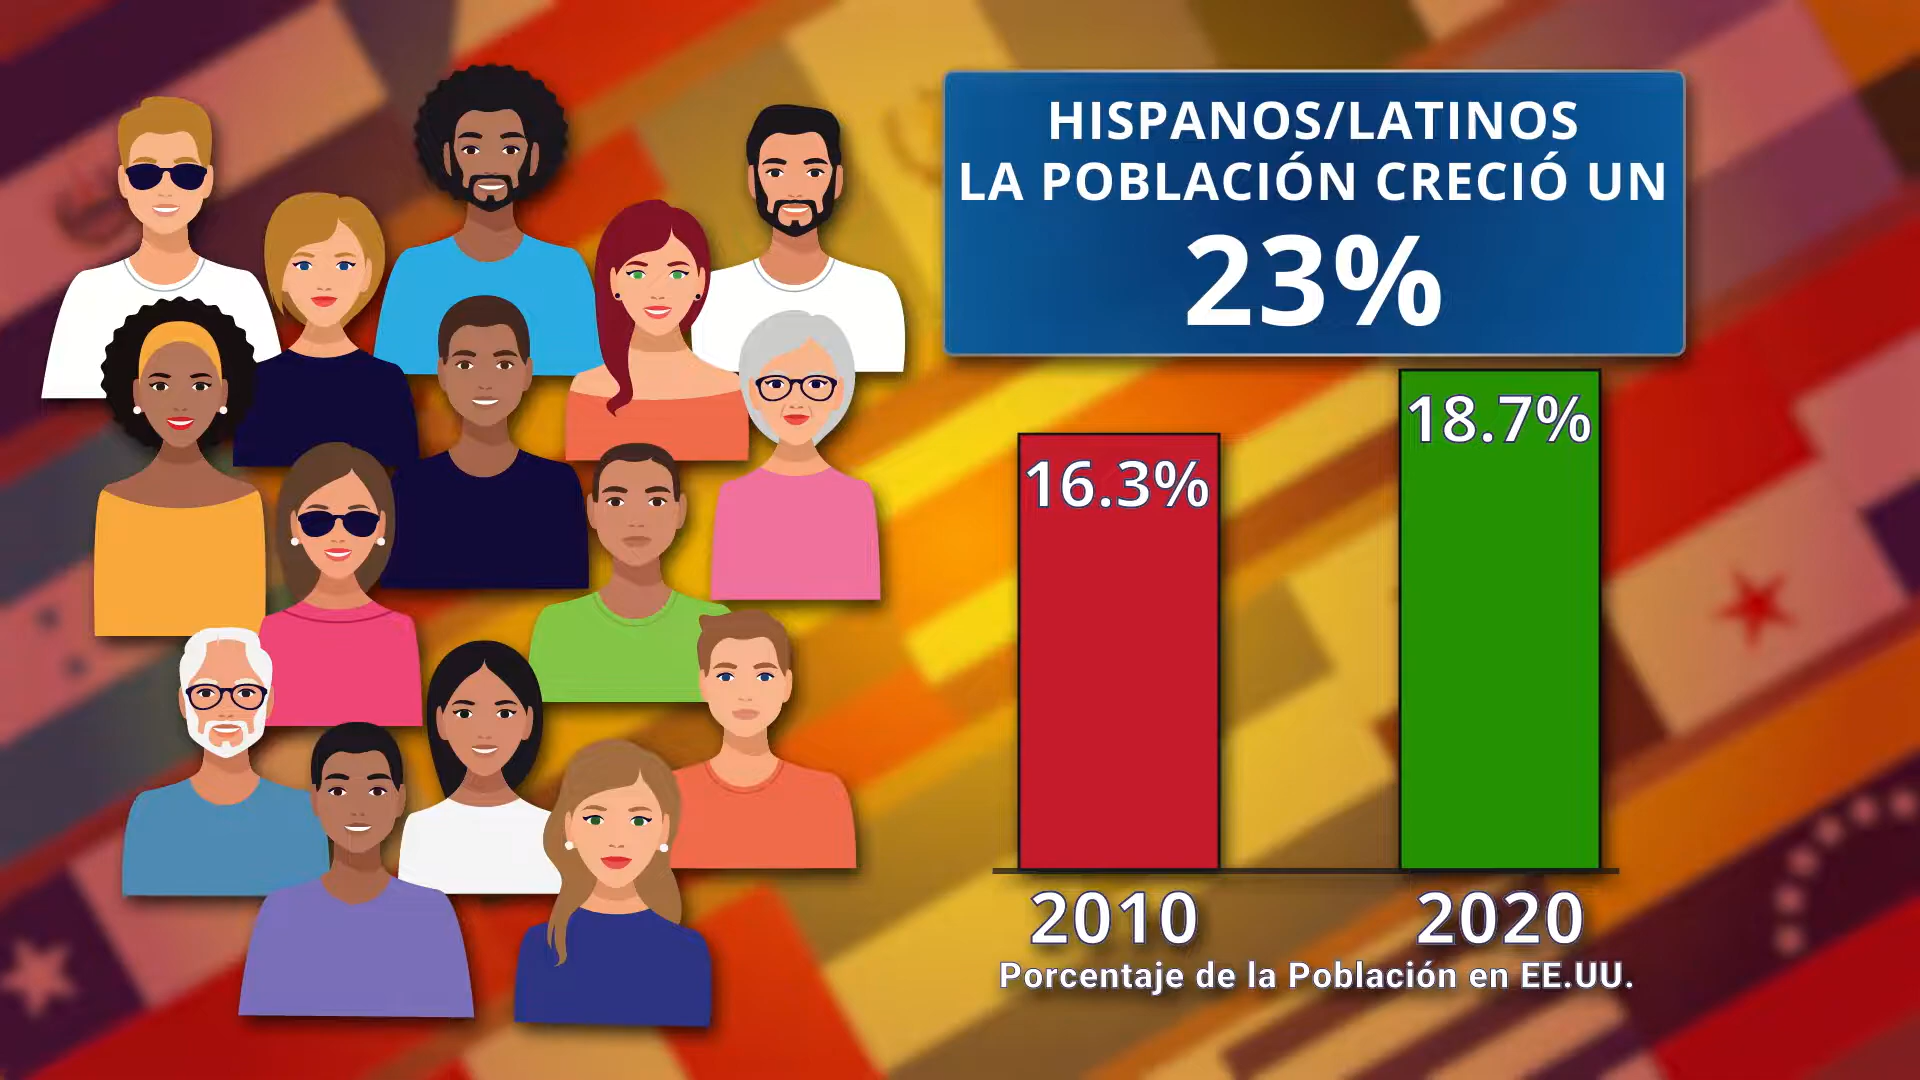 HISPANOS/LATINOS
LA POBLACIÓN CRECIÓ UN
23%
16.3%
18.7%
2010
2020
Porcentaje de la Población en EE.UU.